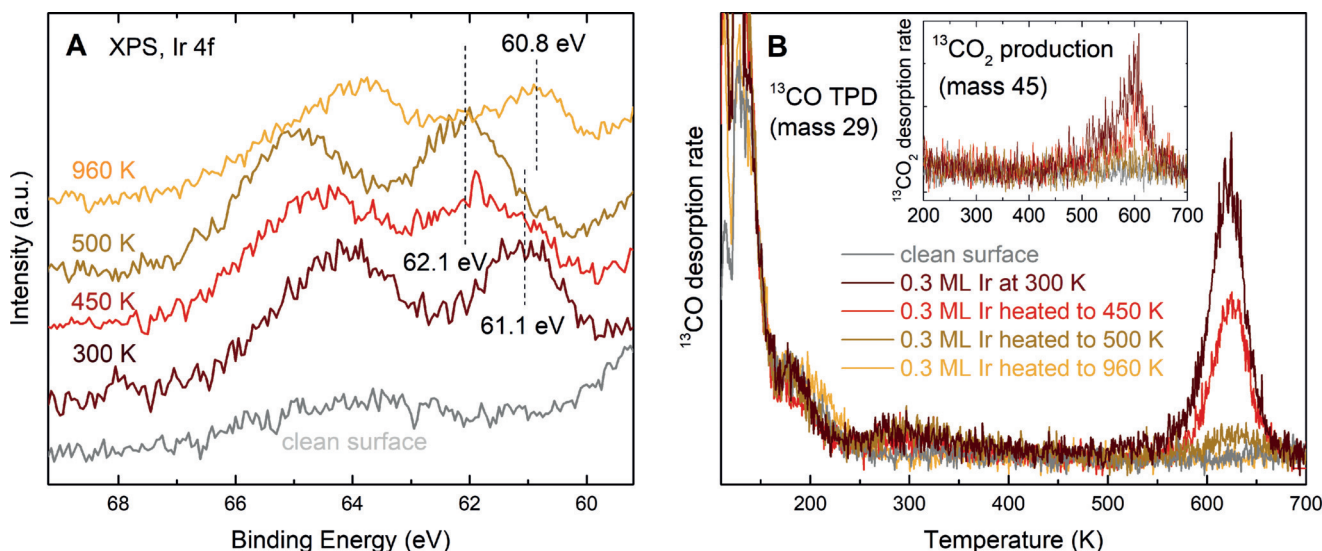 A XPS, Ir 4f
60.8 eV
960 K
500 K
62.1 eV
450 K
61.1 eV
300 K
clean surface
Intensity (a.u.)
68 66 64 62 60
Binding Energy (eV)
B
¹³CO TPD
(mass 29)
¹³CO₂ production
(mass 45)
¹³CO₂ desorption rate
200 300 400 500 600 700
clean surface
0.3 ML Ir at 300 K
0.3 ML Ir heated to 450 K
0.3 ML Ir heated to 500 K
0.3 ML Ir heated to 960 K
¹³CO desorption rate
200 300 400 500 600 700
Temperature (K)